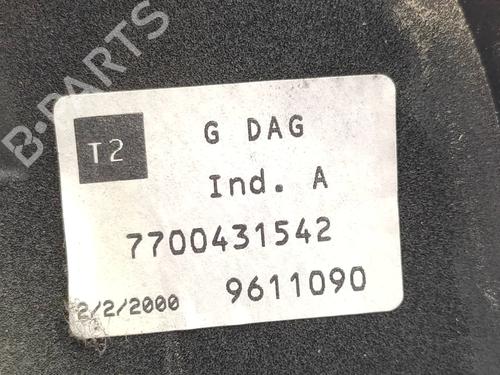 B-PARTS
T2
G DAG
Ind. A
7700431542
2/2/2000 9611090